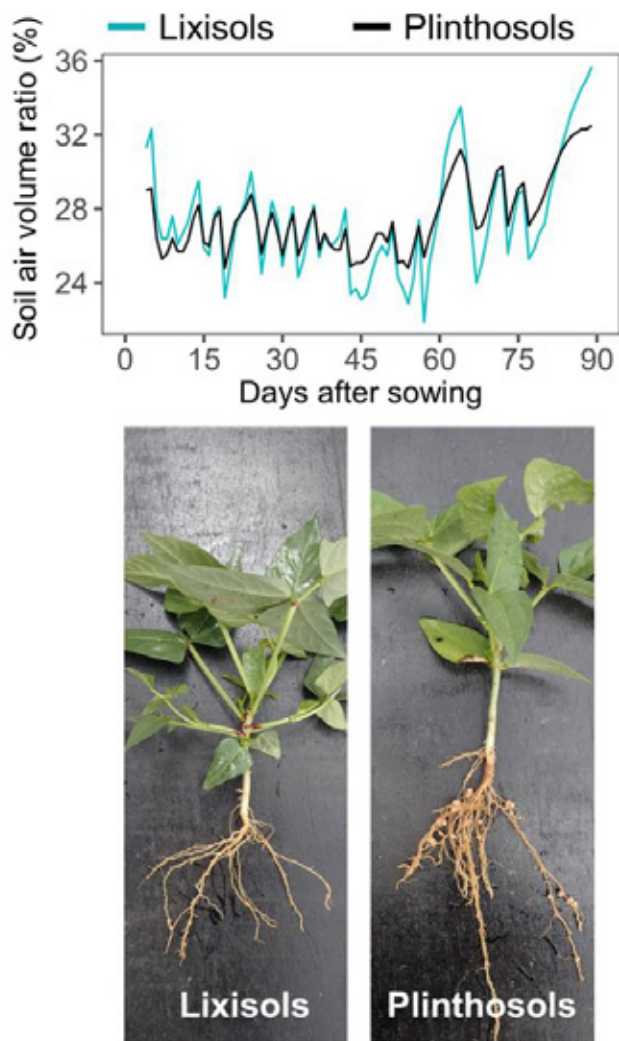 Lixisols Plinthosols
Soil air volume ratio (%)
36
32
28
24
0 15 30 45 60 75 90
Days after sowing
Lixisols Plinthosols